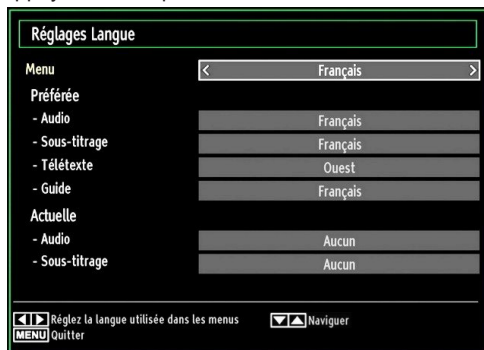 Réglages Langue
Menu < Français >
Préférée
- Audio Français
- Sous-titrage Français
- Télétexte Ouest
- Guide Français
Actuelle
- Audio Aucun
- Sous-titrage Aucun
Réglez la langue utilisée dans les menus Naviguer
MENU Quitter